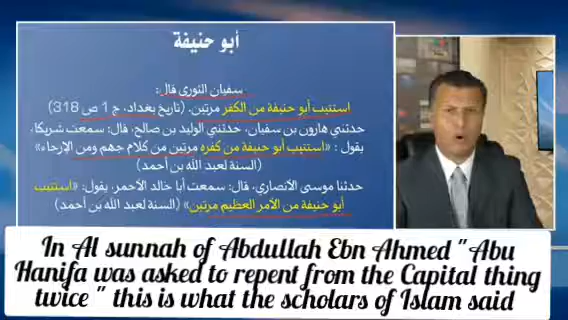 أبو حنيفة
سفيان الثورى قال:
استتيب أبو حنيفة من الكفر مرتين. (تاريخ بغداد، ج 1 ص 318)
حدثني هارون بن سفيان، حدثني الوليد بن صالح، قال: سمعت شريكا،
يقول: «استتيب أبو حنيفة من كفره مرتين من كلام جهم ومن الإرجاء»
(السنة لعبد الله بن أحمد)
حدثنا موسى الأنصاري، قال: سمعت أبا خالد الأحمر، يقول: «استتيب
أبو حنيفة من الأمر العظيم مرتين» (السنة لعبد الله بن أحمد)
In Al sunnah of Abdullah Ebn Ahmed "Abu
Hanifa was asked to repent from the Capital thing
twice " this is what the scholars of Islam said